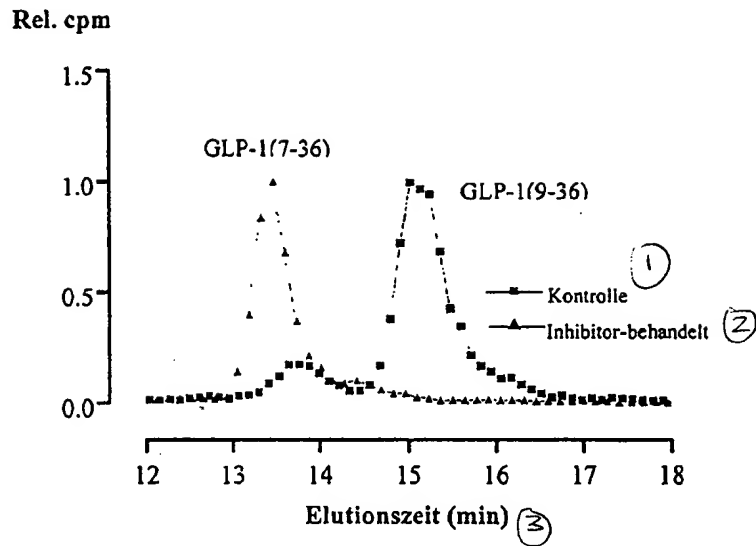 Rel. cpm
1.5
GLP-1(7-36)
1.0
GLP-1(9-36)
①
0.5
Kontrolle
Inhibitor-behandelt ②
0.0
12 13 14 15 16 17 18
Elutionszeit (min) ③